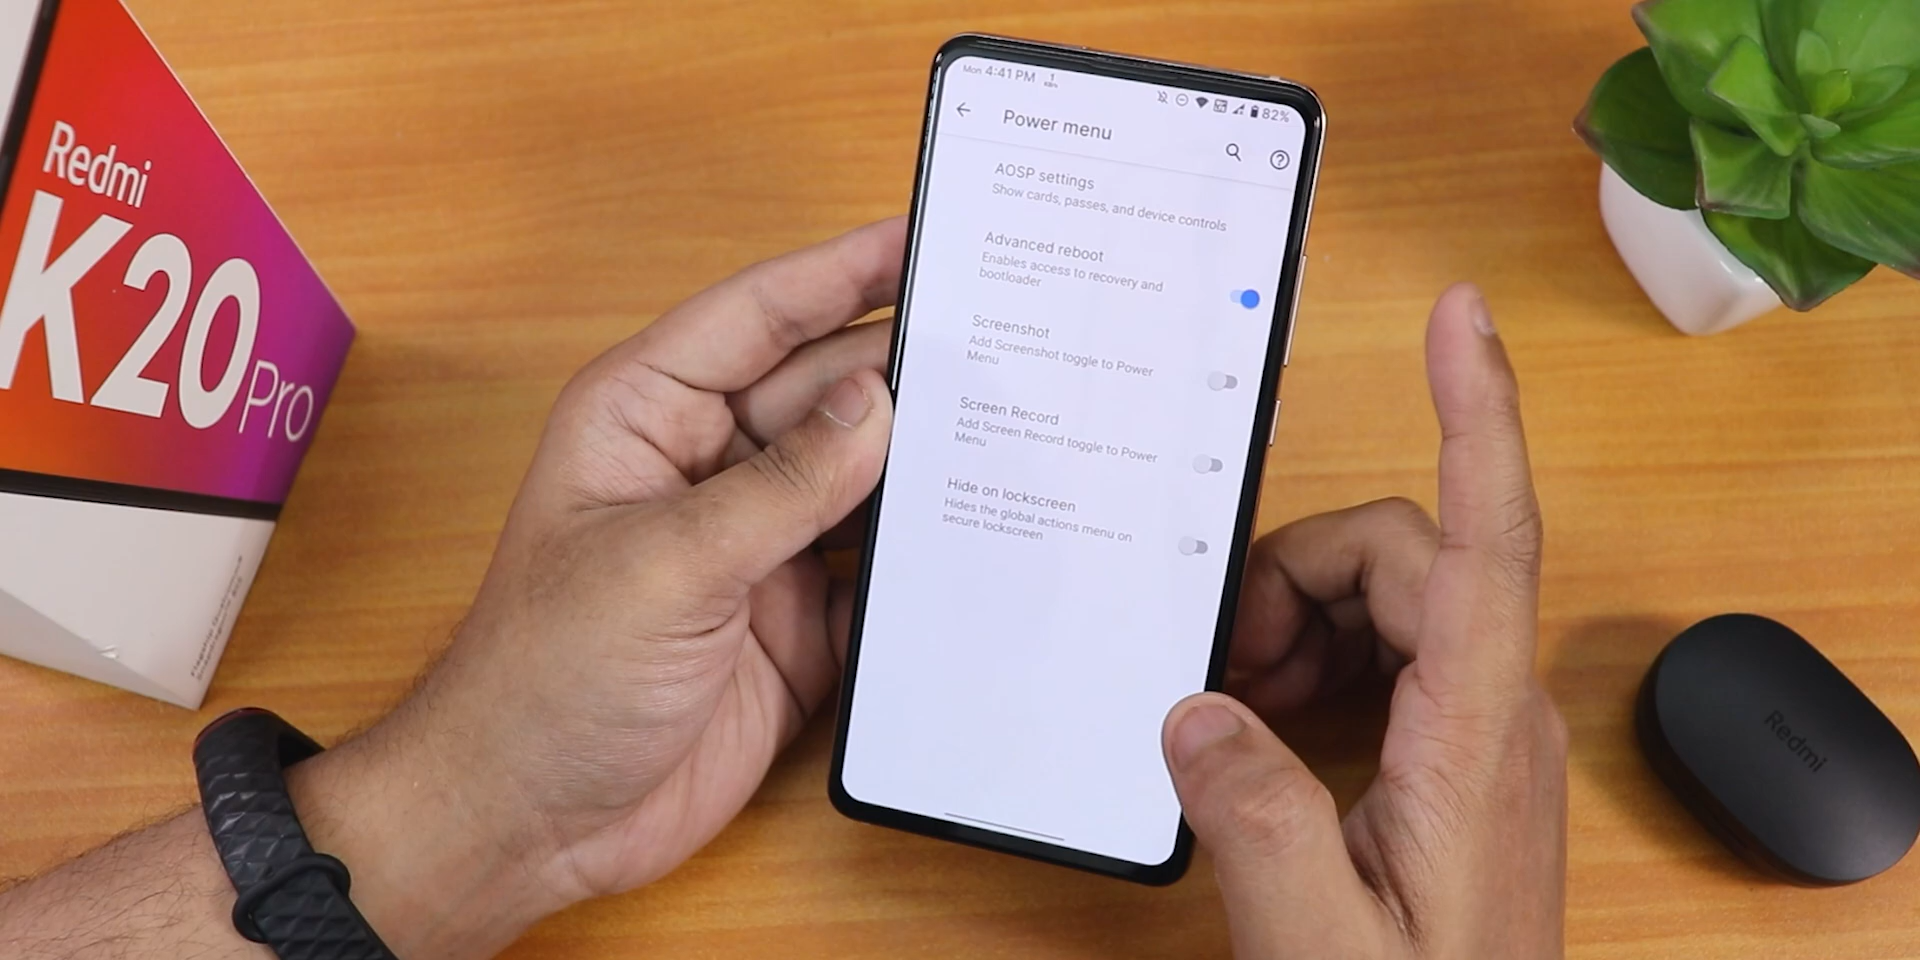 Redmi
K20 Pro
Mon 4:41 PM
82%
Power menu
AOSP settings
Show cards, passes, and device controls
Advanced reboot
Enables access to recovery and
bootloader
Screenshot
Add Screenshot toggle to Power
Menu
Screen Record
Add Screen Record toggle to Power
Menu
Hide on lockscreen
Hides the global actions menu on
secure lockscreen
Redmi